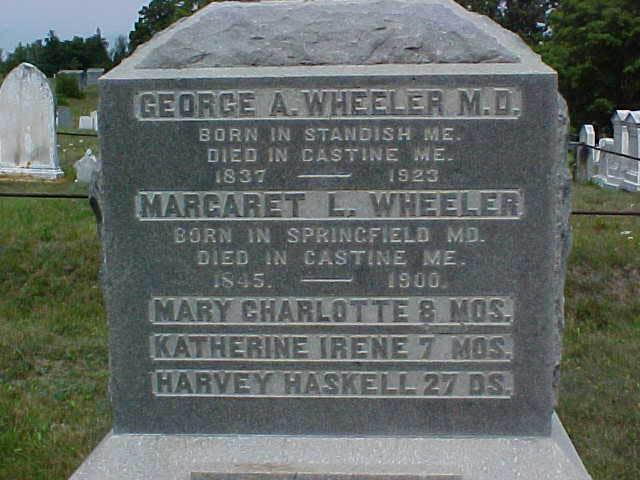 GEORGE A. WHEELER M.D.
BORN IN STANDISH ME.
DIED IN CASTINE ME.
1837 — 1923
MARGARET L. WHEELER
BORN IN SPRINGFIELD MD.
DIED IN CASTINE ME.
1845. — 1900.
MARY CHARLOTTE 8 MOS.
KATHERINE IRENE 7 MOS.
HARVEY HASKELL 27 DS.